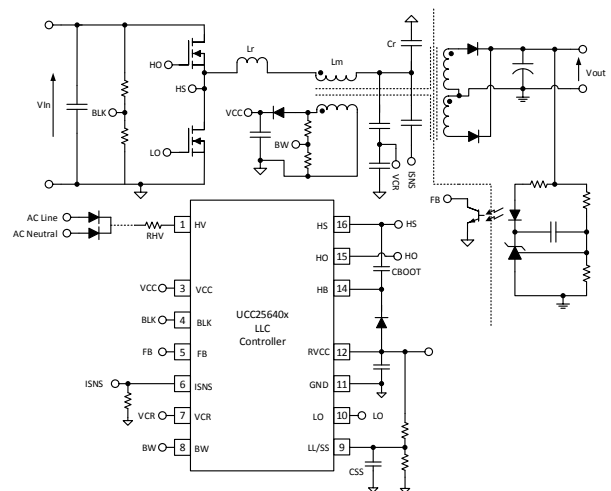 Cr
Lr
Lm
HO
HS
VIn
BLK
VCC
BW
LO
VCR
ISNS
Vout
FB
AC Line
AC Neutral
RHV
1 HV
HS 16 HS
HO 15 HO
CBOOT
VCC 3 VCC
HB 14
BLK 4 BLK
UCC25640x
LLC
Controller
FB 5 FB
RVCC 12
ISNS
6 ISNS
GND 11
VCR 7 VCR
LO 10 LO
BW 8 BW
LL/SS 9
CSS